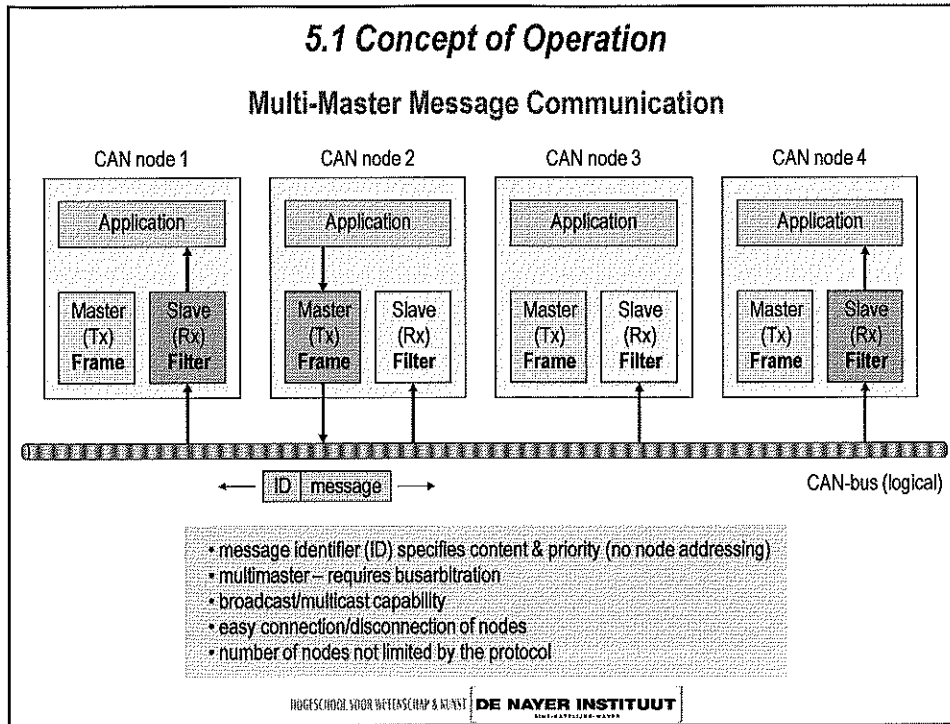 5.1 Concept of Operation
Multi-Master Message Communication
CAN node 1
CAN node 2
CAN node 3
CAN node 4
Application
Application
Application
Application
Master
(Tx)
Frame
Slave
(Rx)
Filter
Master
(Tx)
Frame
Slave
(Rx)
Filter
Master
(Tx)
Frame
Slave
(Rx)
Filter
Master
(Tx)
Frame
Slave
(Rx)
Filter
ID message
CAN-bus (logical)
• message identifier (ID) specifies content & priority (no node addressing)
• multimaster – requires busarbitration
• broadcast/multicast capability
• easy connection/disconnection of nodes
• number of nodes not limited by the protocol
HOGESCHOOL VOOR WETENSCHAP & KUNST DE NAYER INSTITUUT